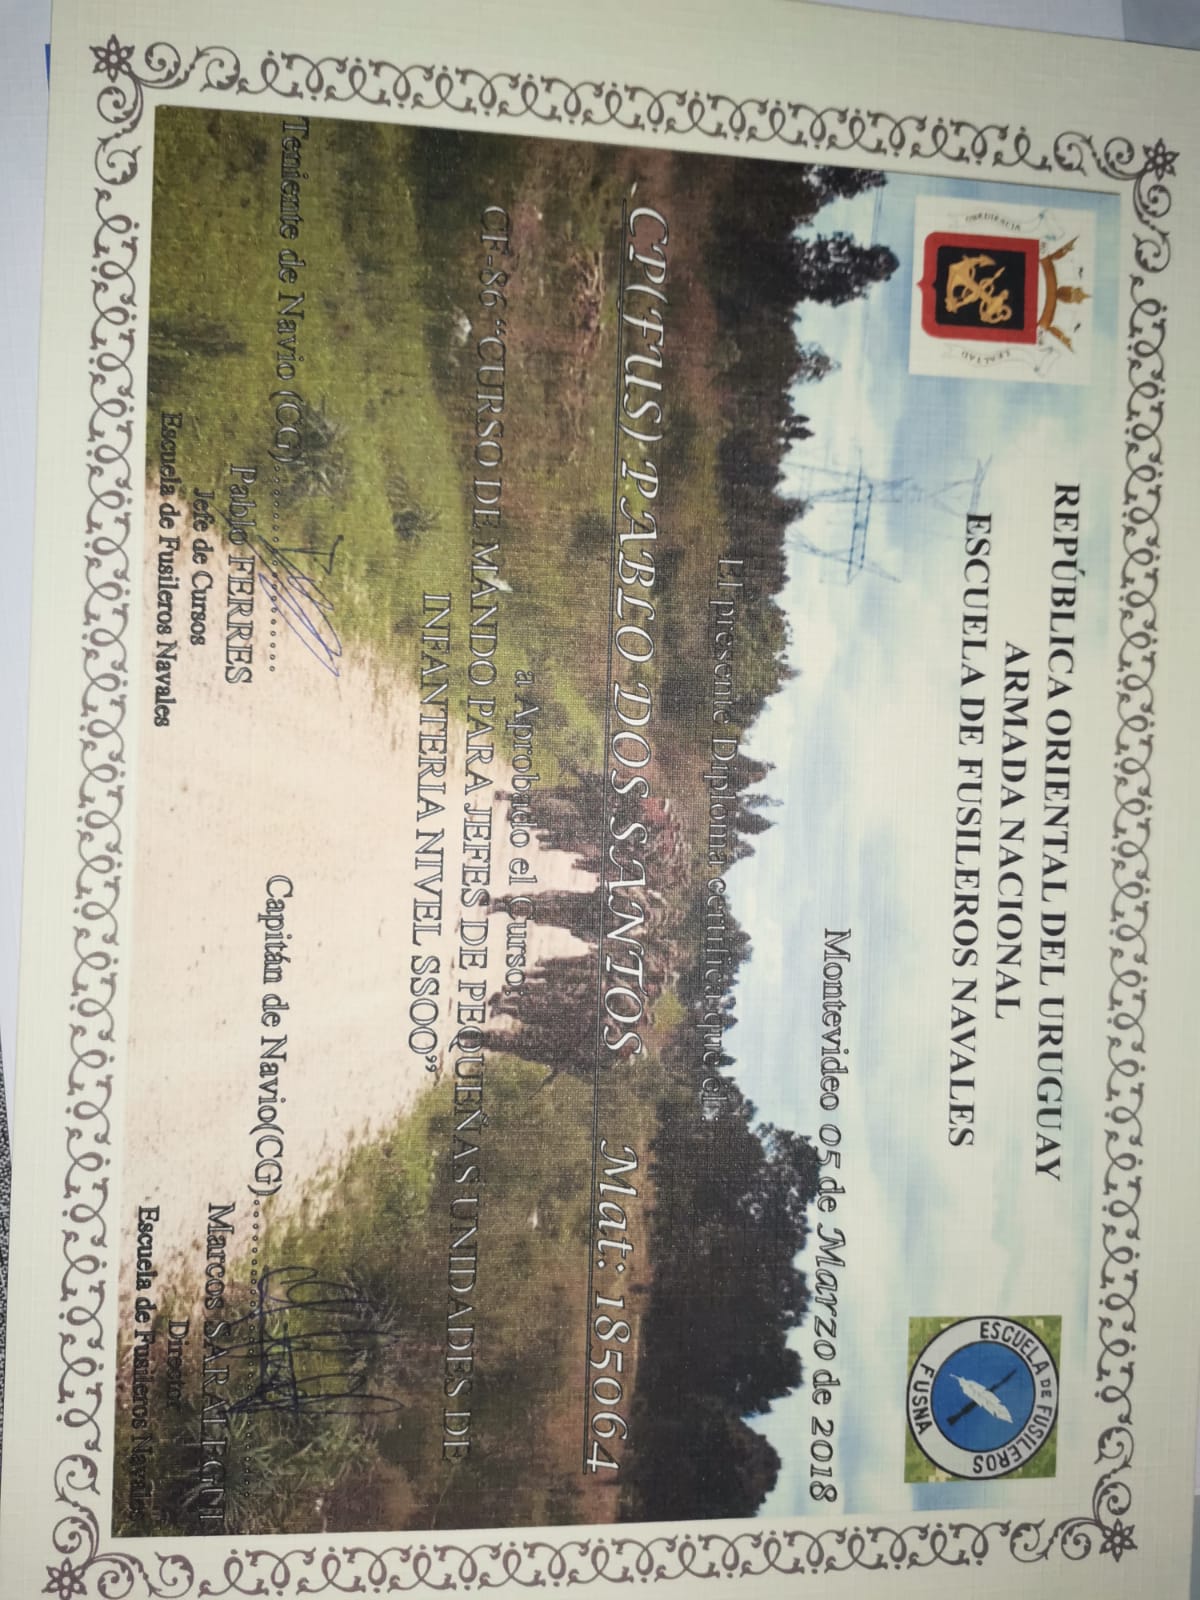 REPÚBLICA ORIENTAL DEL URUGUAY
ARMADA NACIONAL
ESCUELA DE FUSILEROS NAVALES
ESCUELA DE FUSILEROS
FUSNA
LEALTAD
Montevideo 05 de Marzo de 2018
El presente Diploma certifica que el :
CP(FUS) PABLO DOS SANTOS Mat: 185064
a Aprobado el Curso:
CF-86 “CURSO DE MANDO PARA JEFES DE PEQUEÑAS UNIDADES DE
INFANTERIA NIVEL SSOO”
Teniente de Navio (CG)......................
Pablo FERRES
Jefe de Cursos
Escuela de Fusileros Navales
Capitán de Navio(CG)................................
Marcos SARALEGUI
Director
Escuela de Fusileros Navales